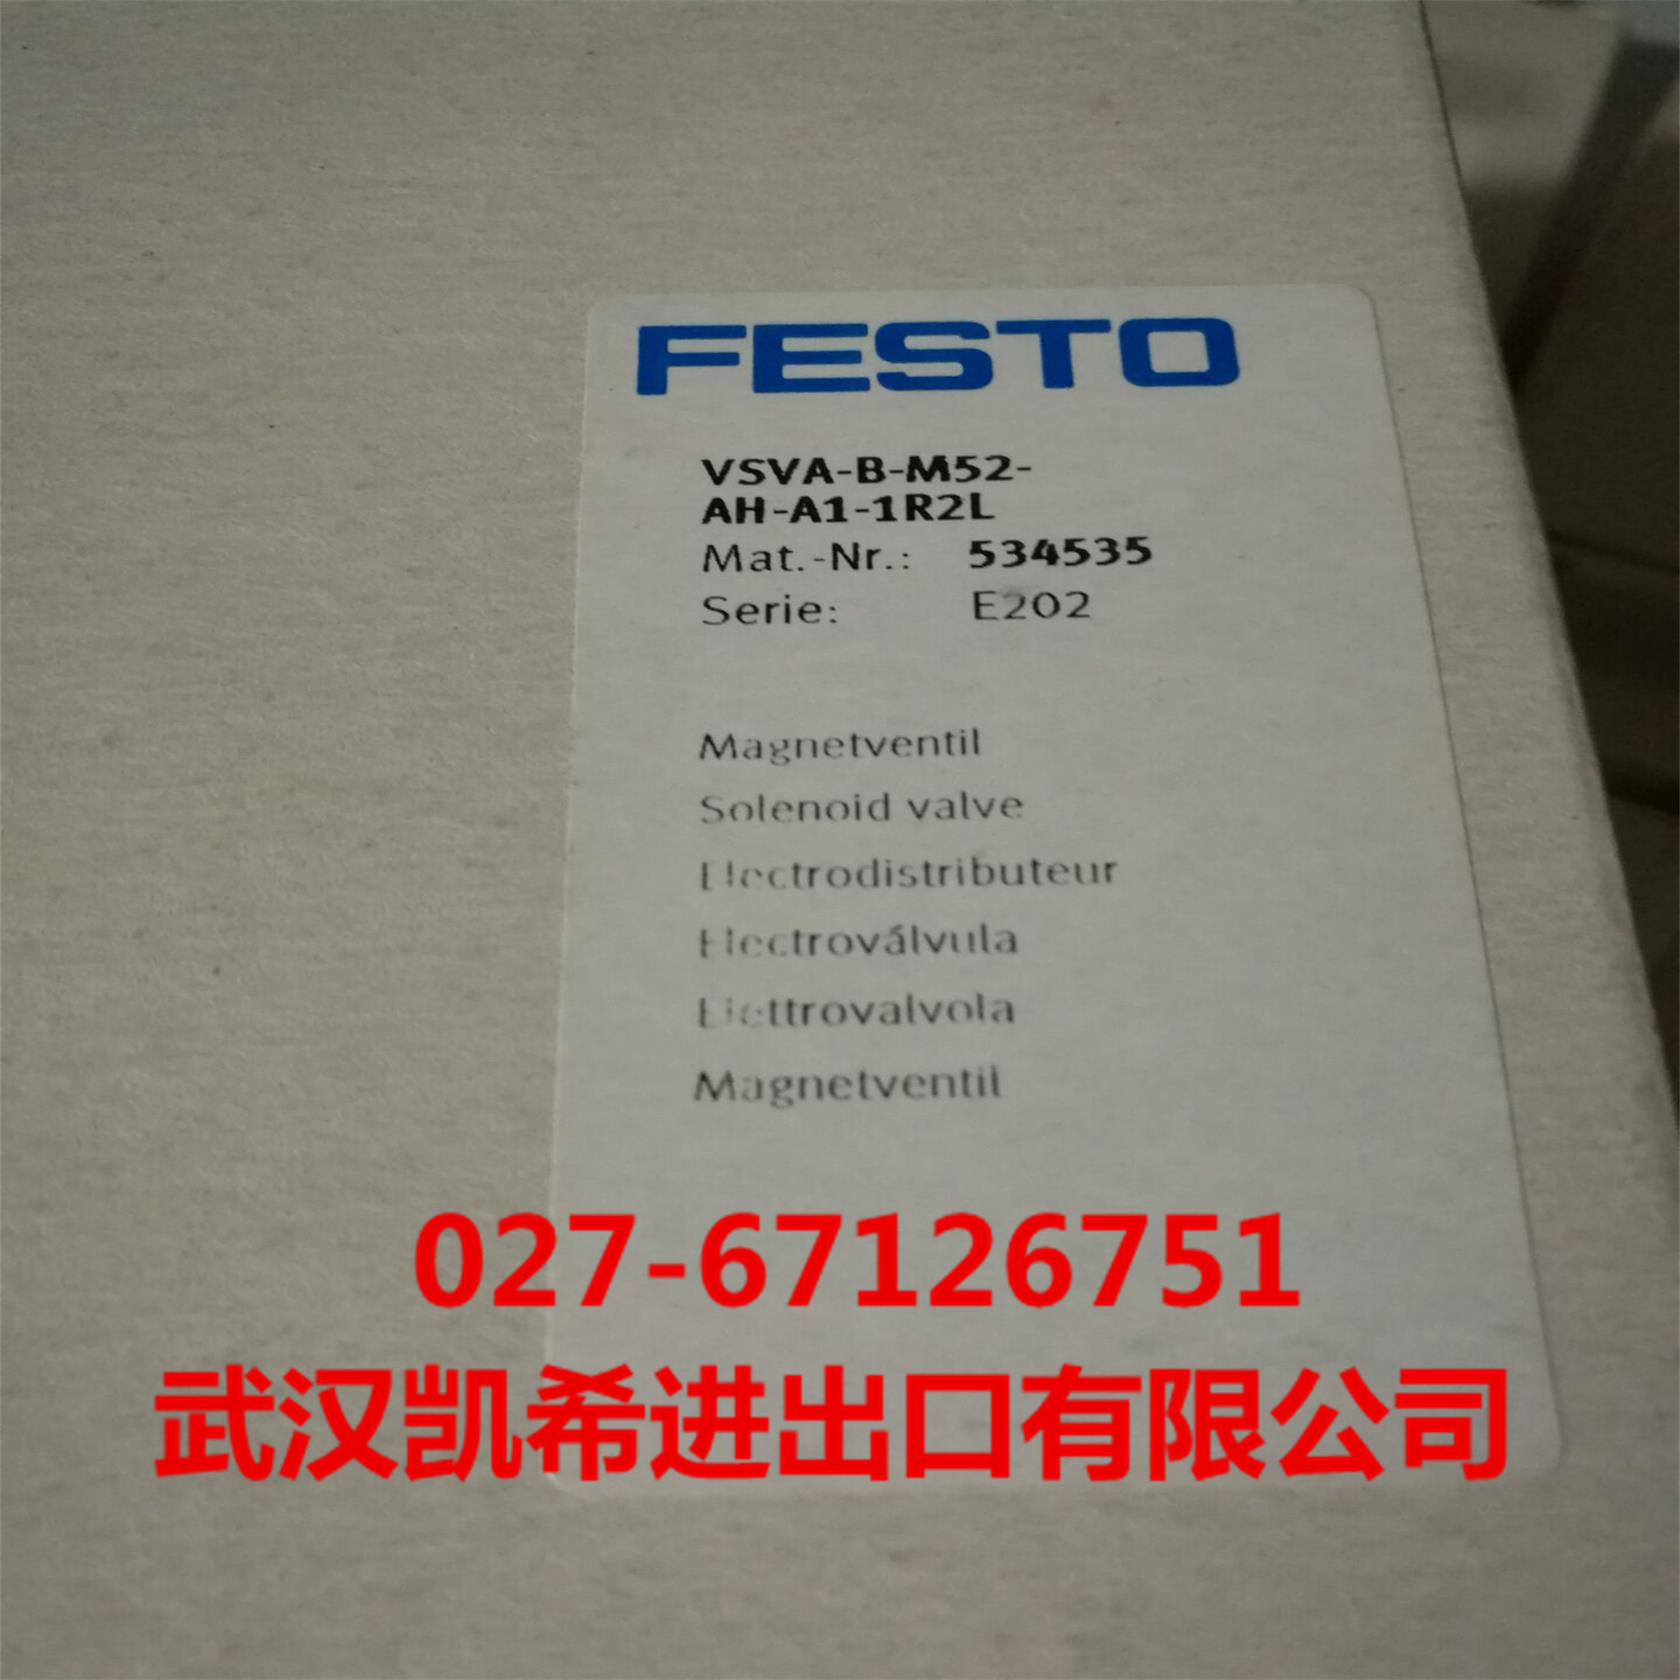 FESTO
VSVA-B-M52-
AH-A1-1R2L
Mat.-Nr.: 534535
Serie: E202
Magnetventil
Solenoid valve
Electrodistributeur
Electroválvula
Elettrovalvola
Magnetventil
027-67126751
武汉凯希进出口有限公司